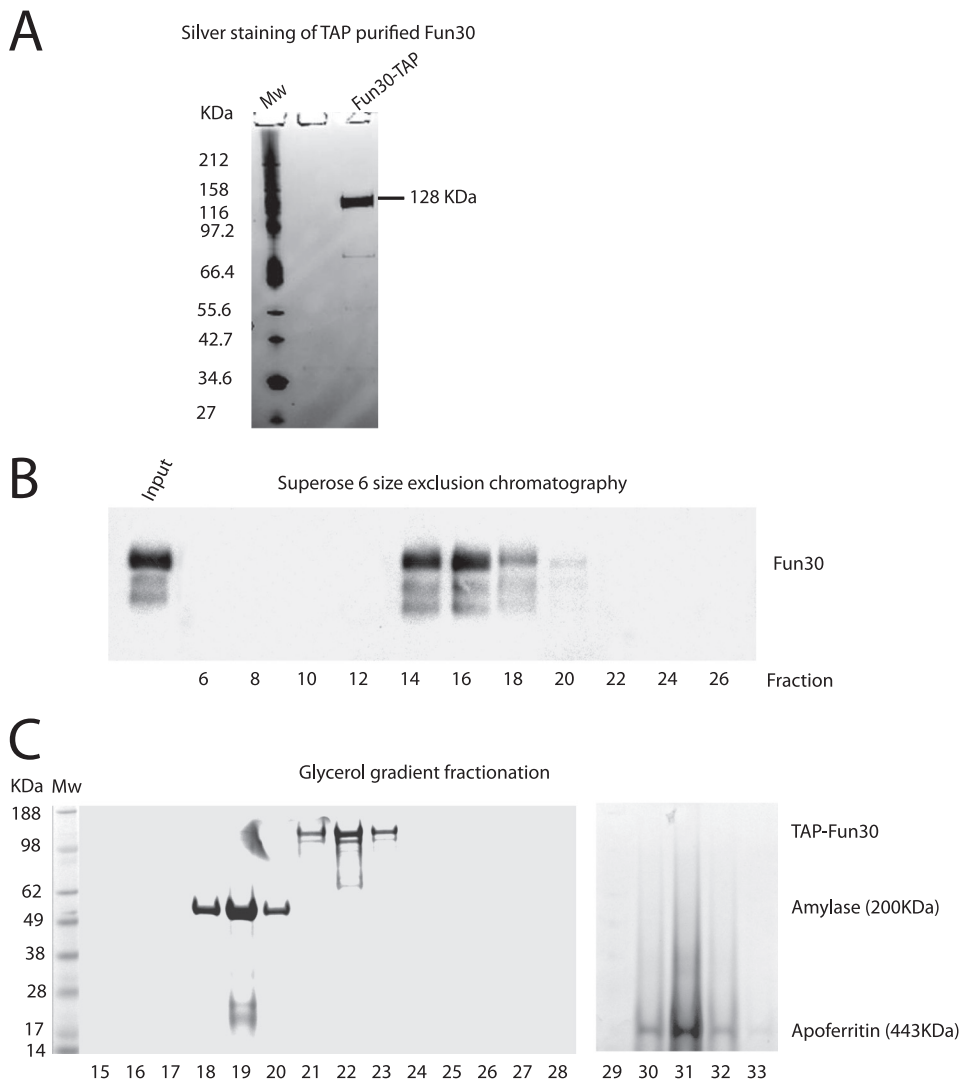 A
Silver staining of TAP purified Fun30
KDa
Mw
Fun30-TAP
212
158
116
97.2
66.4
55.6
42.7
34.6
27
128 KDa
B
Input
Superose 6 size exclusion chromatography
Fun30
6 8 10 12 14 16 18 20 22 24 26 Fraction
C
Glycerol gradient fractionation
KDa Mw
188
98
62
49
38
28
17
14
TAP-Fun30
Amylase (200KDa)
Apoferritin (443KDa)
15 16 17 18 19 20 21 22 23 24 25 26 27 28 29 30 31 32 33